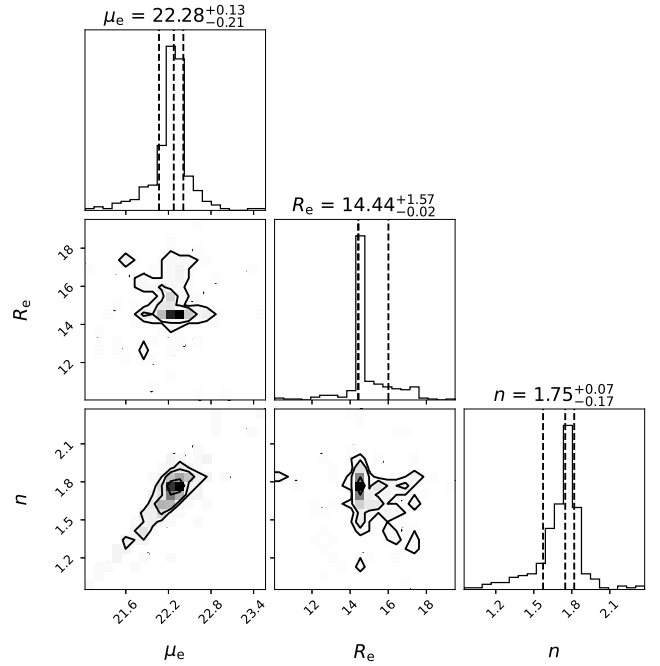 μe = 22.28+0.13−0.21
Re = 14.44+1.57−0.02
n = 1.75+0.07−0.17
Re
18
16
14
12
n
2.1
1.8
1.5
1.2
21.6 22.2 22.8 23.4
12 14 16 18
1.2 1.5 1.8 2.1
μe
Re
n